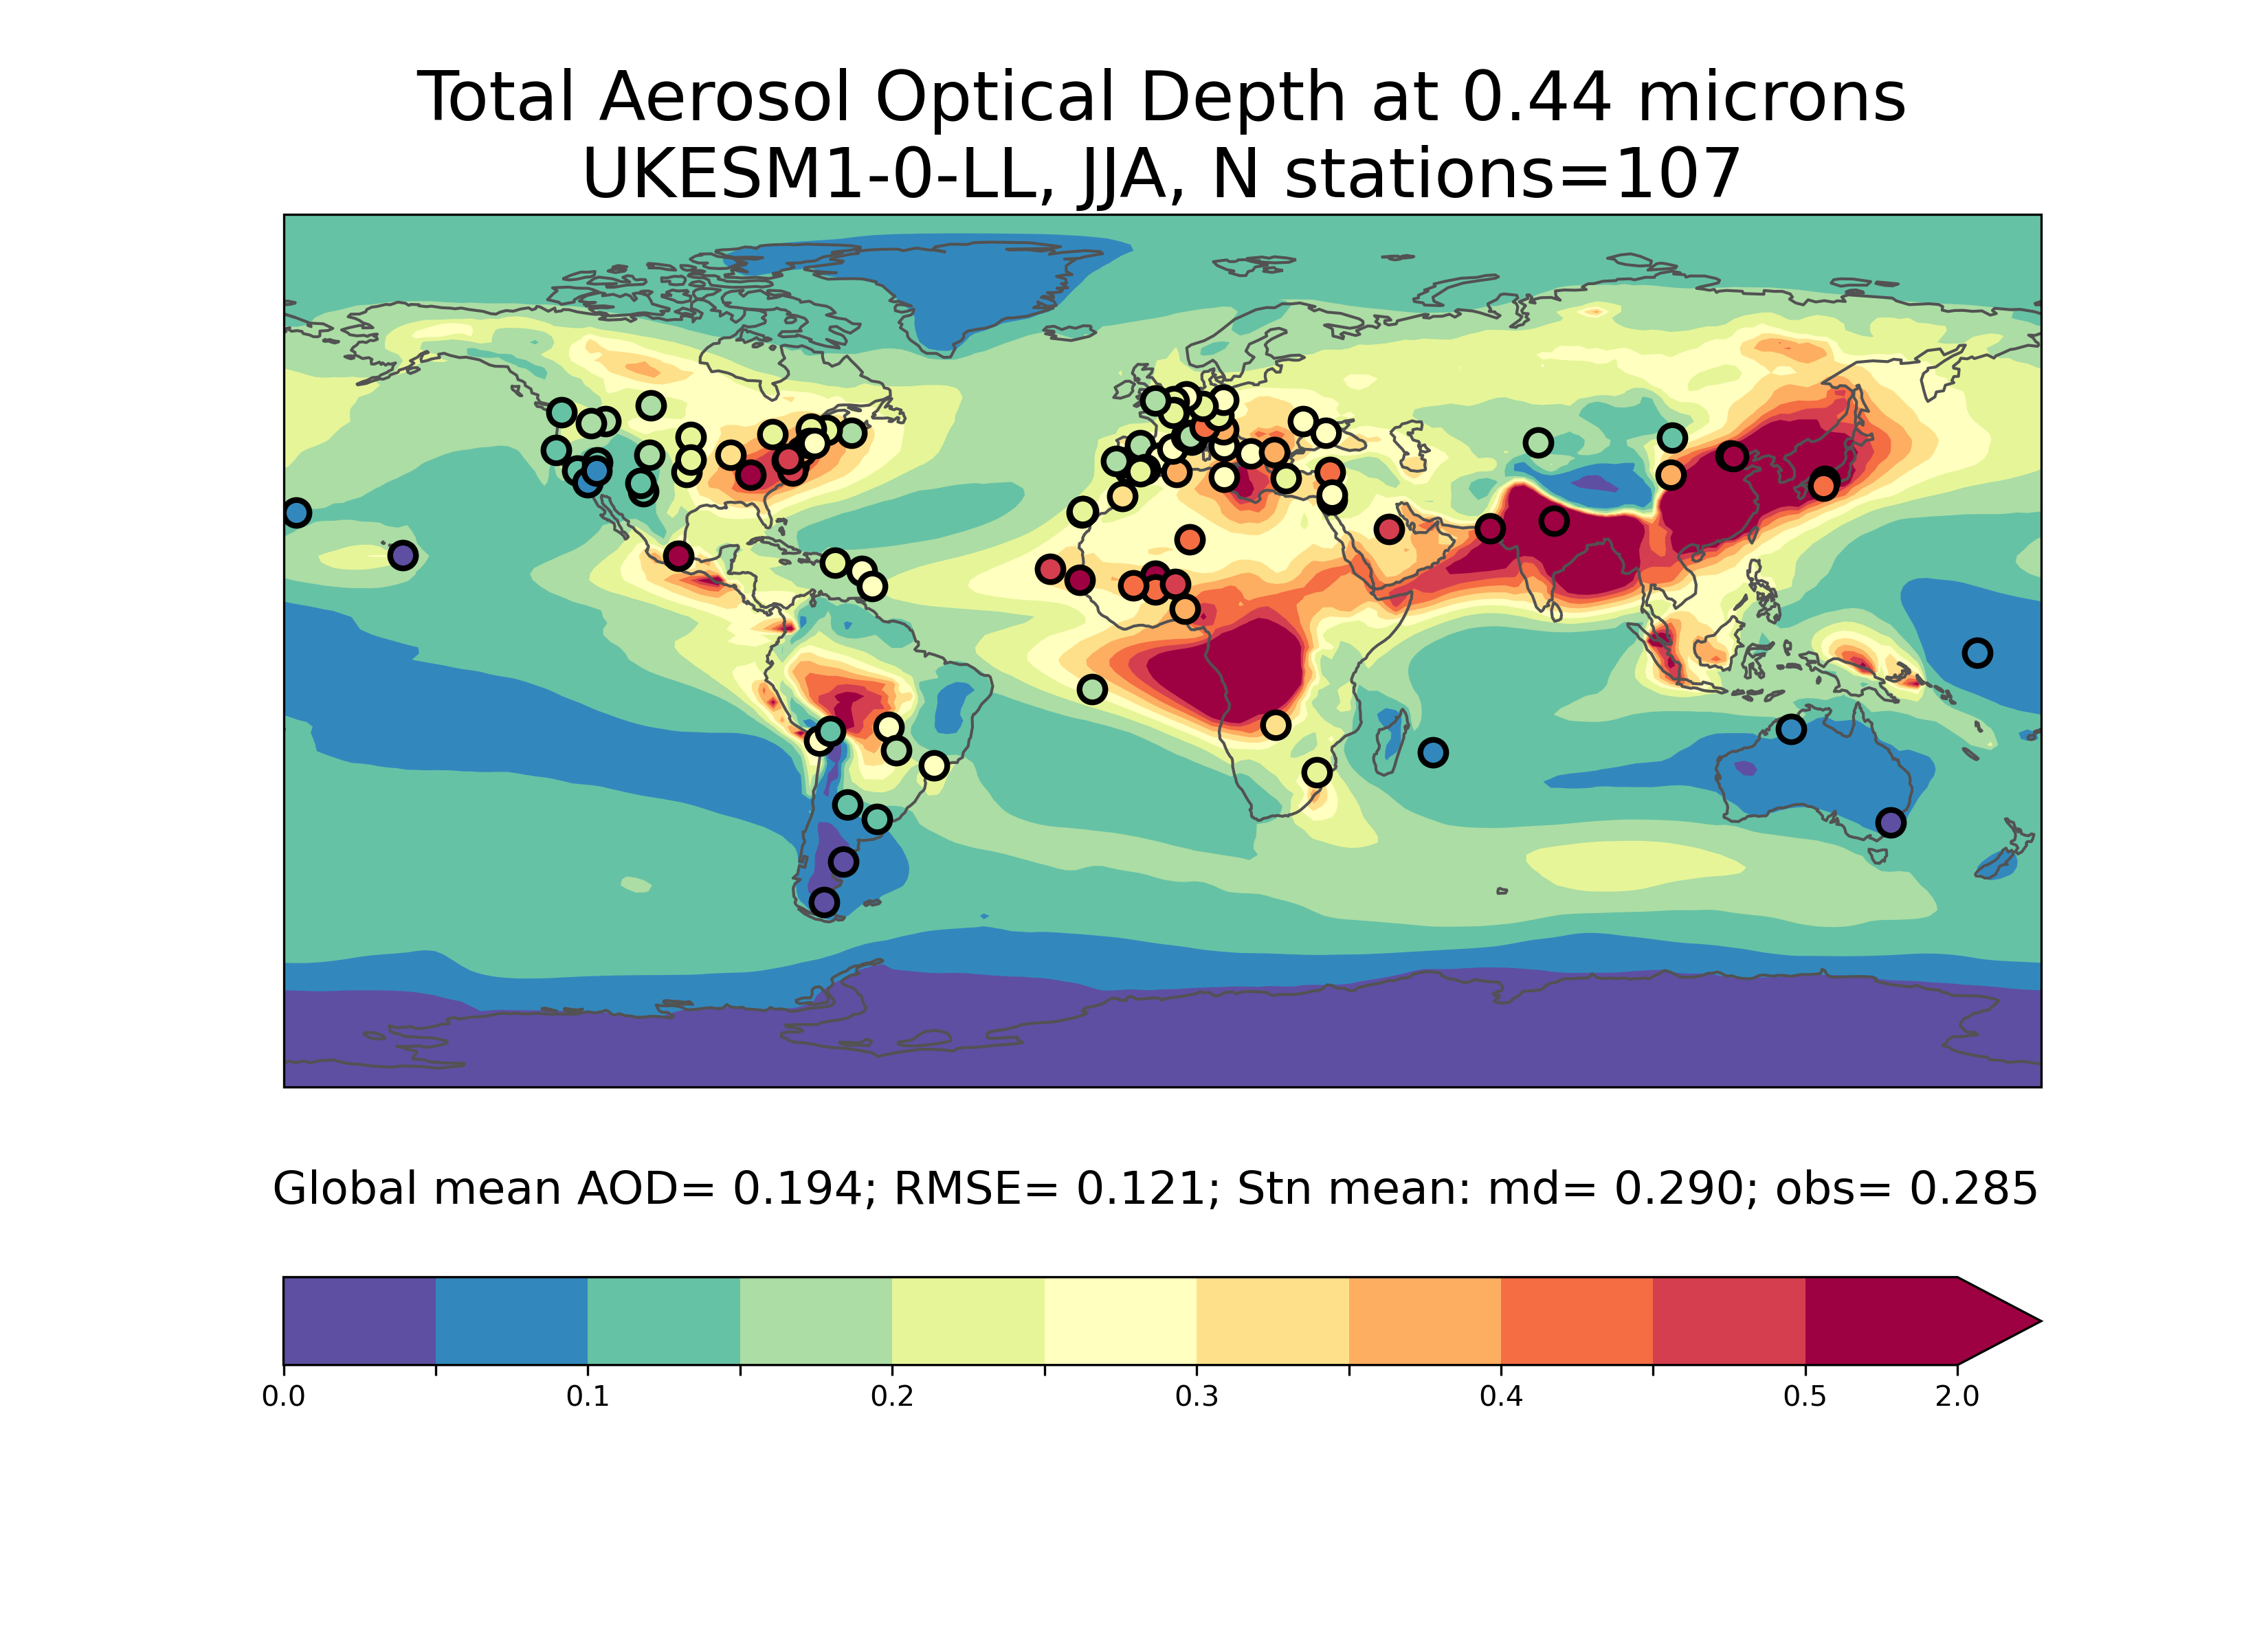 Total Aerosol Optical Depth at 0.44 microns
UKESM1-0-LL, JJA, N stations=107
Global mean AOD= 0.194; RMSE= 0.121; Stn mean: md= 0.290; obs= 0.285
0.0 0.1 0.2 0.3 0.4 0.5 2.0